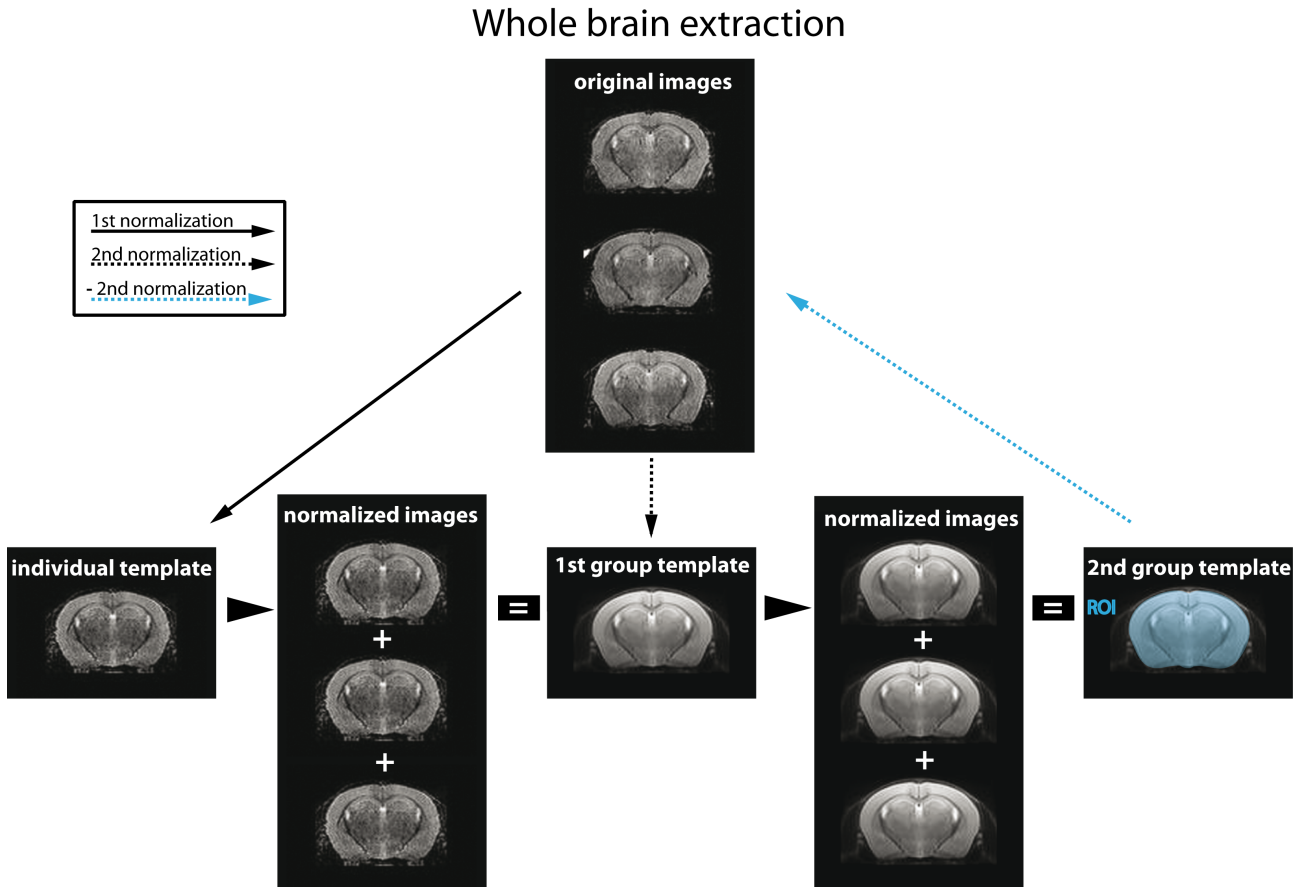 Whole brain extraction
original images
1st normalization
2nd normalization
- 2nd normalization
individual template
normalized images
+
+
=
1st group template
normalized images
+
+
=
2nd group template
ROI